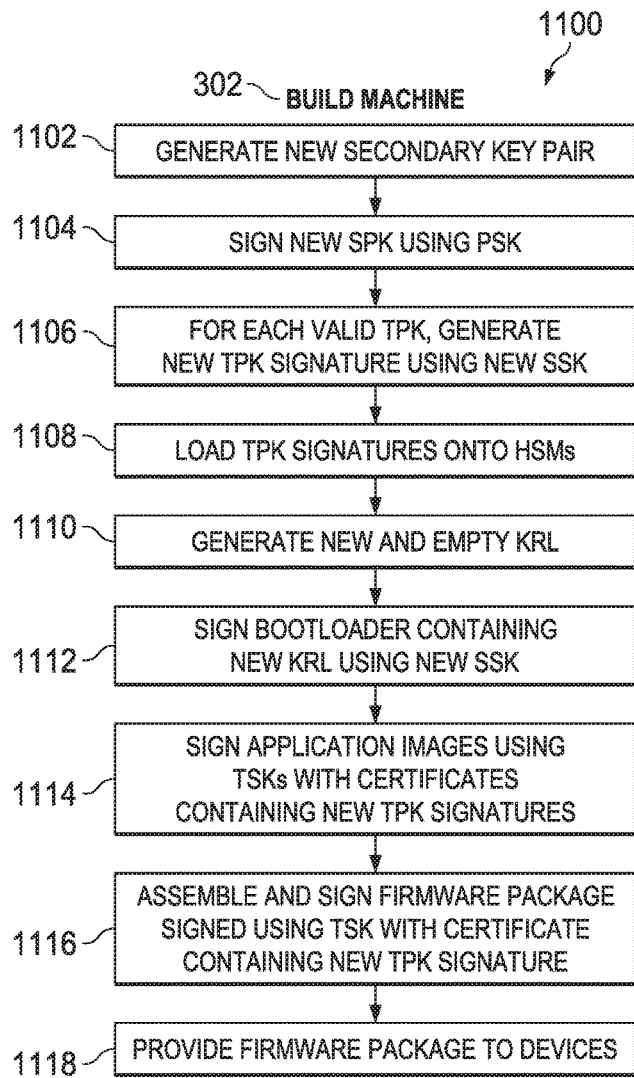 1100
302 BUILD MACHINE
1102 GENERATE NEW SECONDARY KEY PAIR
1104 SIGN NEW SPK USING PSK
FOR EACH VALID TPK, GENERATE
1106 NEW TPK SIGNATURE USING NEW SSK
1108 LOAD TPK SIGNATURES ONTO HSMs
1110 GENERATE NEW AND EMPTY KRL
SIGN BOOTLOADER CONTAINING
1112 NEW KRL USING NEW SSK
SIGN APPLICATION IMAGES USING
1114 TSKs WITH CERTIFICATES
CONTAINING NEW TPK SIGNATURES
ASSEMBLE AND SIGN FIRMWARE PACKAGE
1116 SIGNED USING TSK WITH CERTIFICATE
CONTAINING NEW TPK SIGNATURE
1118 PROVIDE FIRMWARE PACKAGE TO DEVICES